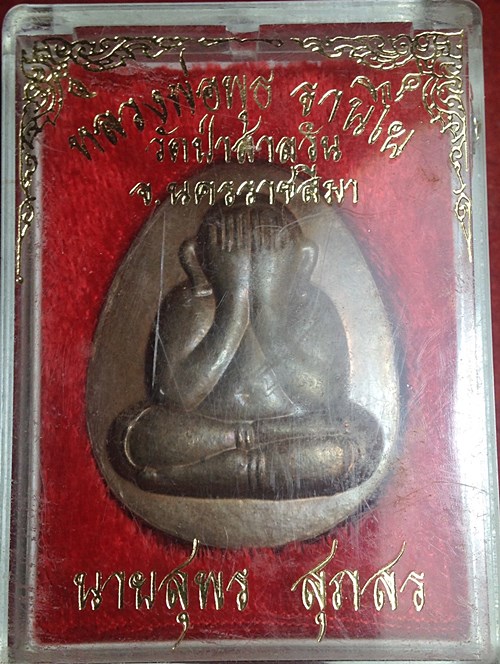 หลวงพ่อพุธ ฐานิโย
วัดป่าสาลวัน
จ.นครราชสีมา
นายสุพร สุภสร